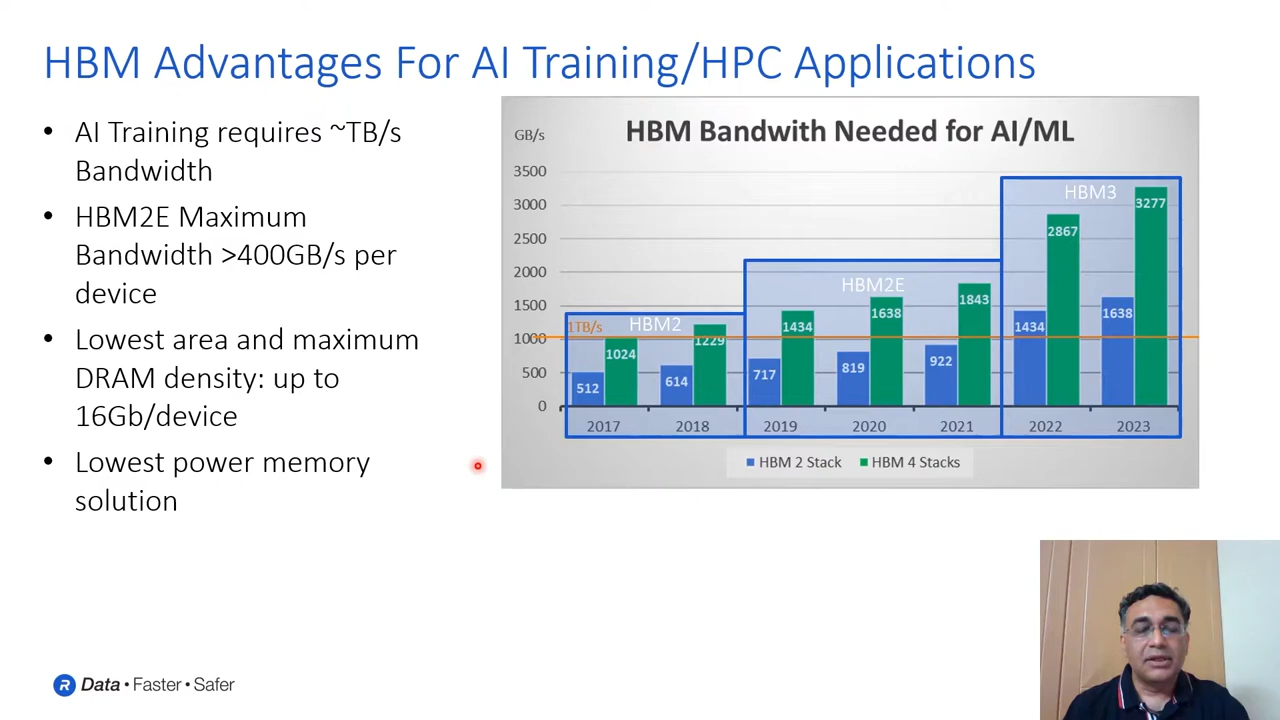 HBM Advantages For AI Training/HPC Applications
• AI Training requires ~TB/s
Bandwidth
• HBM2E Maximum
Bandwidth >400GB/s per
device
• Lowest area and maximum
DRAM density: up to
16Gb/device
• Lowest power memory
solution
GB/s
HBM Bandwith Needed for AI/ML
3500
3000
2500
2000
1500
1000
500
0
1TB/s
HBM2
HBM2E
HBM3
512
1024
614
1229
717
1434
819
1638
922
1843
1434
2867
1638
3277
2017 2018 2019 2020 2021 2022 2023
HBM 2 Stack HBM 4 Stacks
R Data • Faster • Safer